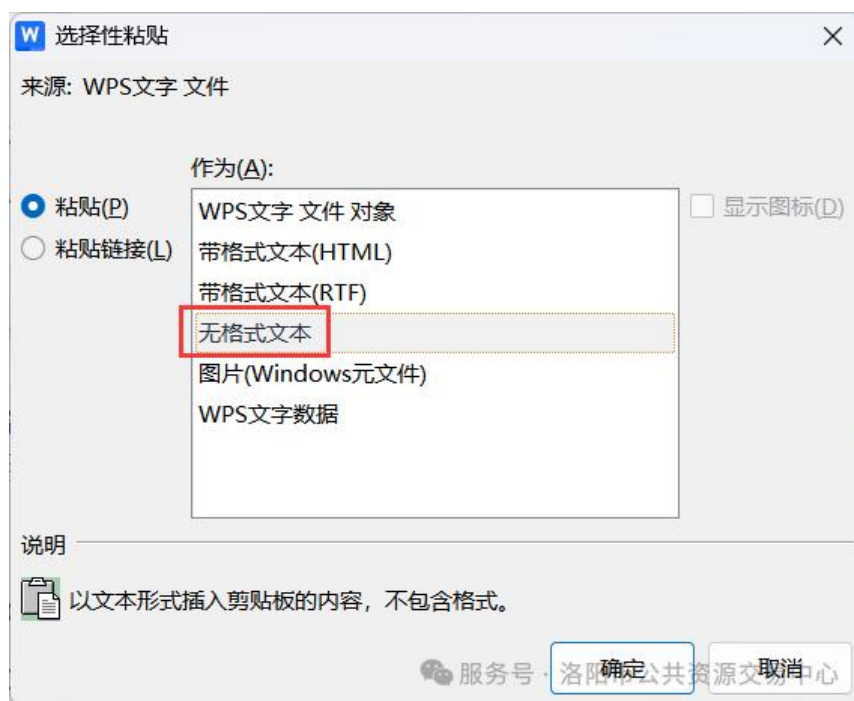 W 选择性粘贴
来源: WPS文字 文件
作为(A):
粘贴(P)
粘贴链接(L)
WPS文字 文件 对象
带格式文本(HTML)
带格式文本(RTF)
无格式文本
图片(Windows元文件)
WPS文字数据
显示图标(D)
说明
以文本形式插入剪贴板的内容，不包含格式。
确定
取消
服务号 · 洛阳市公共资源交易中心